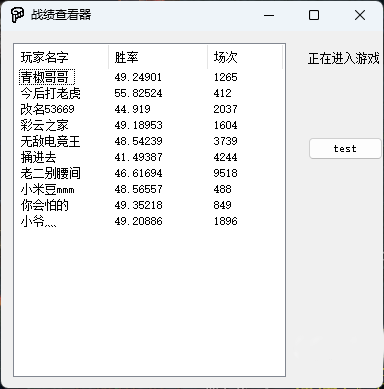 战绩查看器
玩家名字 胜率 场次
青椒哥哥 49.24901 1265
今后打老虎 55.82524 412
改名53669 44.919 2037
彩云之家 49.18953 1604
无敌电竟王 48.54239 3739
捅进去 41.49387 4244
老二别腰间 46.61694 9518
小米豆mmm 48.56557 488
你会怕的 49.35218 849
小爷灬 49.20886 1896
正在进入游戏
test